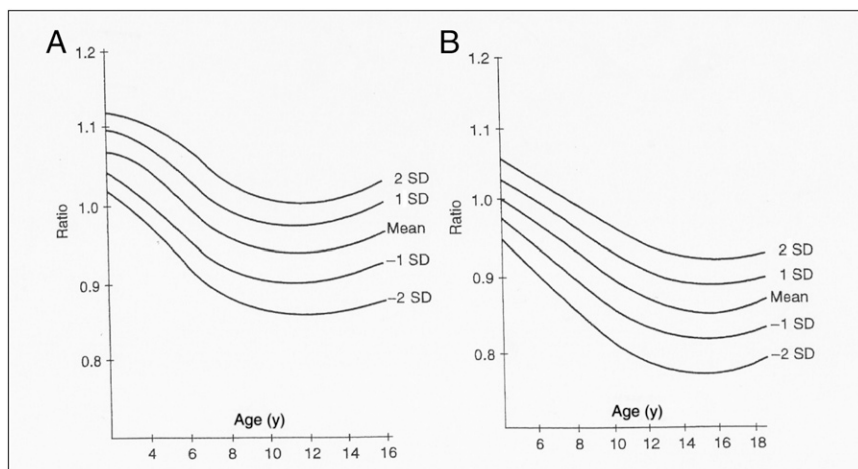 A
1.2
1.1
1.0
0.9
0.8
Ratio
2 SD
1 SD
Mean
−1 SD
−2 SD
Age (y)
4 6 8 10 12 14 16
B
1.2
1.1
1.0
0.9
0.8
Ratio
2 SD
1 SD
Mean
−1 SD
−2 SD
Age (y)
6 8 10 12 14 16 18